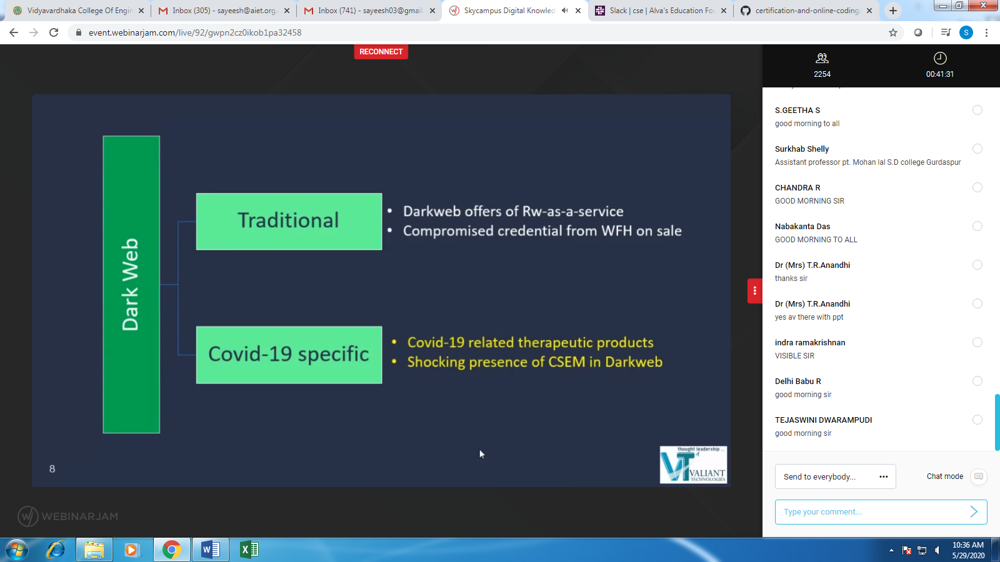 Vidyavardhaka College Of Engin
Inbox (305) - sayeesh@aiet.org.
Inbox (741) - sayeesh03@gmail
Skycampus Digital Knowled
Slack | cse | Alva's Education Fou
certification-and-online-coding
event.webinarjam.com/live/92/gwpn2cz0ikob1pa32458
S
RECONNECT
Dark Web
Traditional
• Darkweb offers of Rw-as-a-service
• Compromised credential from WFH on sale
Covid-19 specific
• Covid-19 related therapeutic products
• Shocking presence of CSEM in Darkweb
8
thought leadership ...
VT
VALIANT
TECHNOLOGIES
WEBINARJAM
2254
00:41:31
S.GEETHA S
good morning to all
Surkhab Shelly
Assistant professor pt. Mohan lal S.D college Gurdaspur
CHANDRA R
GOOD MORNING SIR
Nabakanta Das
GOOD MORNING TO ALL
Dr (Mrs) T.R.Anandhi
thanks sir
Dr (Mrs) T.R.Anandhi
yes av there with ppt
indra ramakrishnan
VISIBLE SIR
Delhi Babu R
good morning sir
TEJASWINI DWARAMPUDI
good morning sir
Send to everybody...
Chat mode
Type your comment...
10:36 AM
5/29/2020